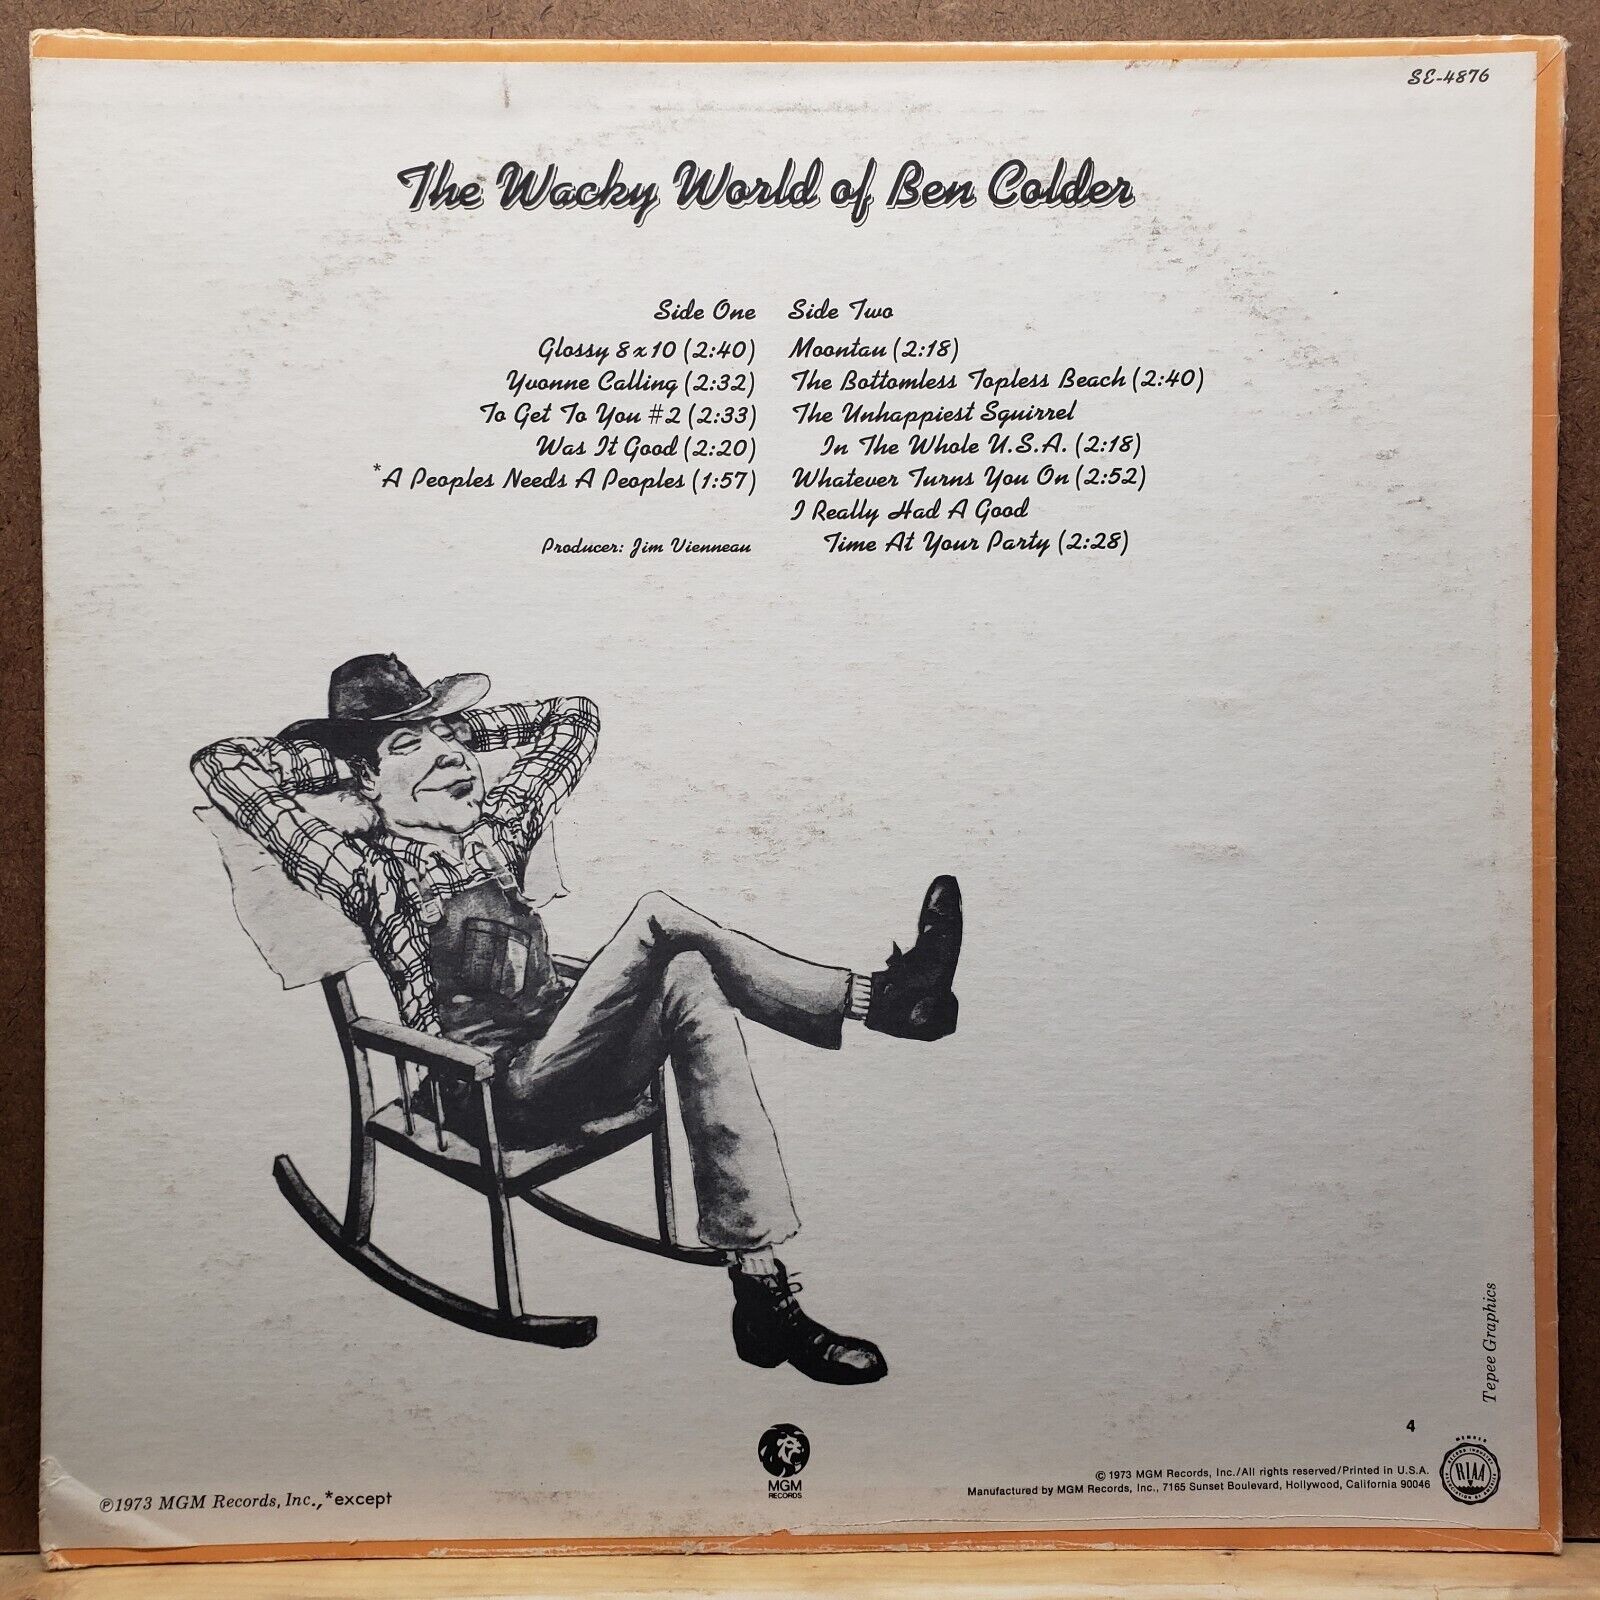 SE-4876
The Wacky World of Ben Colder
Side One
Glossy 8x10 (2:40)
Yvonne Calling (2:32)
To Get To You #2 (2:33)
Was It Good (2:20)
*A Peoples Needs A Peoples (1:57)
Producer: Jim Vienneau
Side Two
Moontan (2:18)
The Bottomless Topless Beach (2:40)
The Unhappiest Squirrel
In The Whole U.S.A. (2:18)
Whatever Turns You On (2:52)
I Really Had A Good
Time At Your Party (2:28)
Tepee Graphics
4
℗1973 MGM Records, Inc.,*except
MGM
RECORDS
© 1973 MGM Records, Inc./All rights reserved/Printed in U.S.A.
Manufactured by MGM Records, Inc., 7165 Sunset Boulevard, Hollywood, California 90046
MEMBER
RIAA